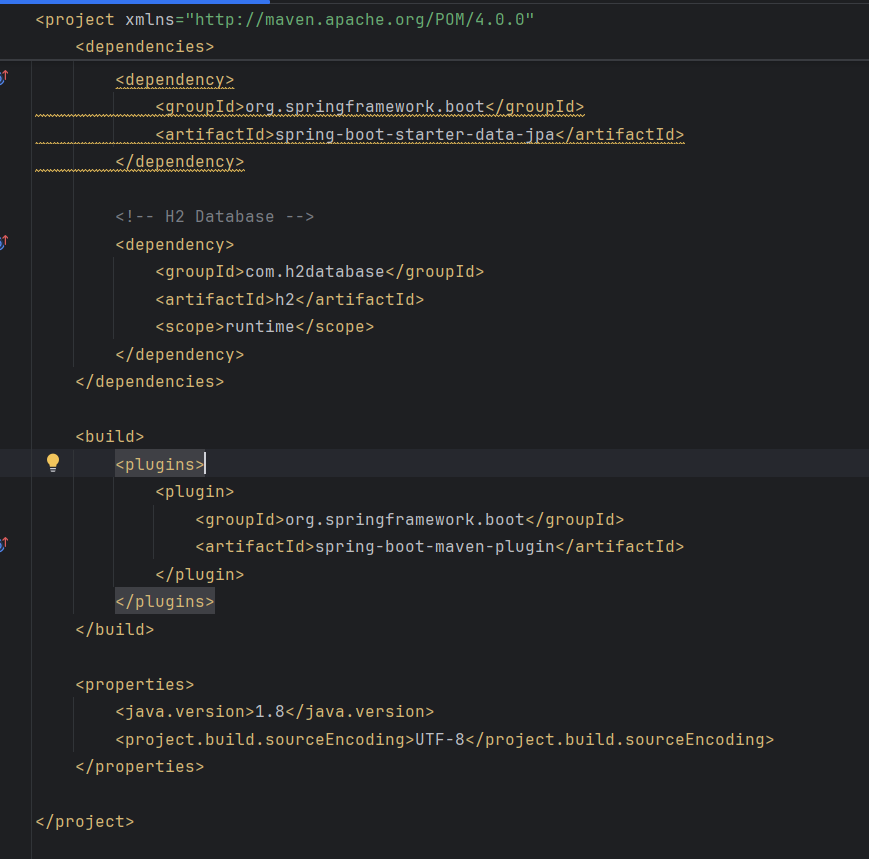 <project xmlns="http://maven.apache.org/POM/4.0.0"
<dependencies>
<dependency>
<groupId>org.springframework.boot</groupId>
<artifactId>spring-boot-starter-data-jpa</artifactId>
</dependency>
<!-- H2 Database -->
<dependency>
<groupId>com.h2database</groupId>
<artifactId>h2</artifactId>
<scope>runtime</scope>
</dependency>
</dependencies>
<build>
<plugins>
<plugin>
<groupId>org.springframework.boot</groupId>
<artifactId>spring-boot-maven-plugin</artifactId>
</plugin>
</plugins>
</build>
<properties>
<java.version>1.8</java.version>
<project.build.sourceEncoding>UTF-8</project.build.sourceEncoding>
</properties>
</project>